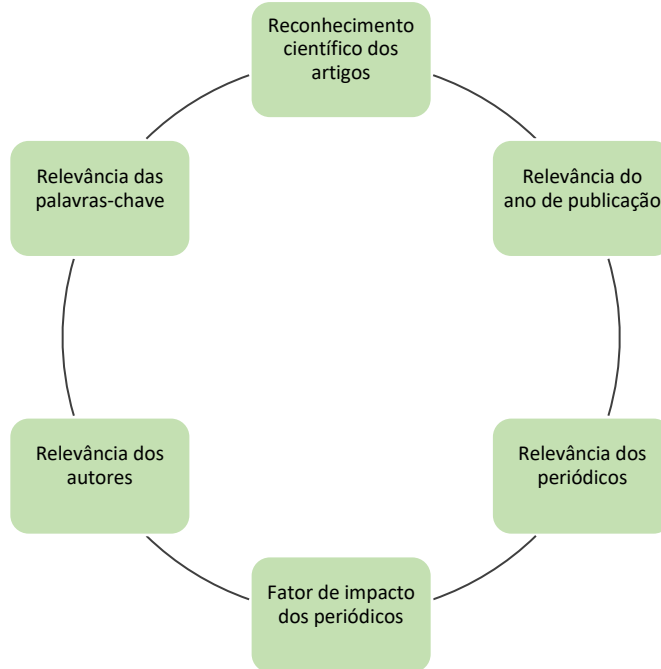 Reconhecimento
científico dos
artigos
Relevância do
ano de publicação
Relevância dos
periódicos
Fator de impacto
dos periódicos
Relevância dos
autores
Relevância das
palavras-chave